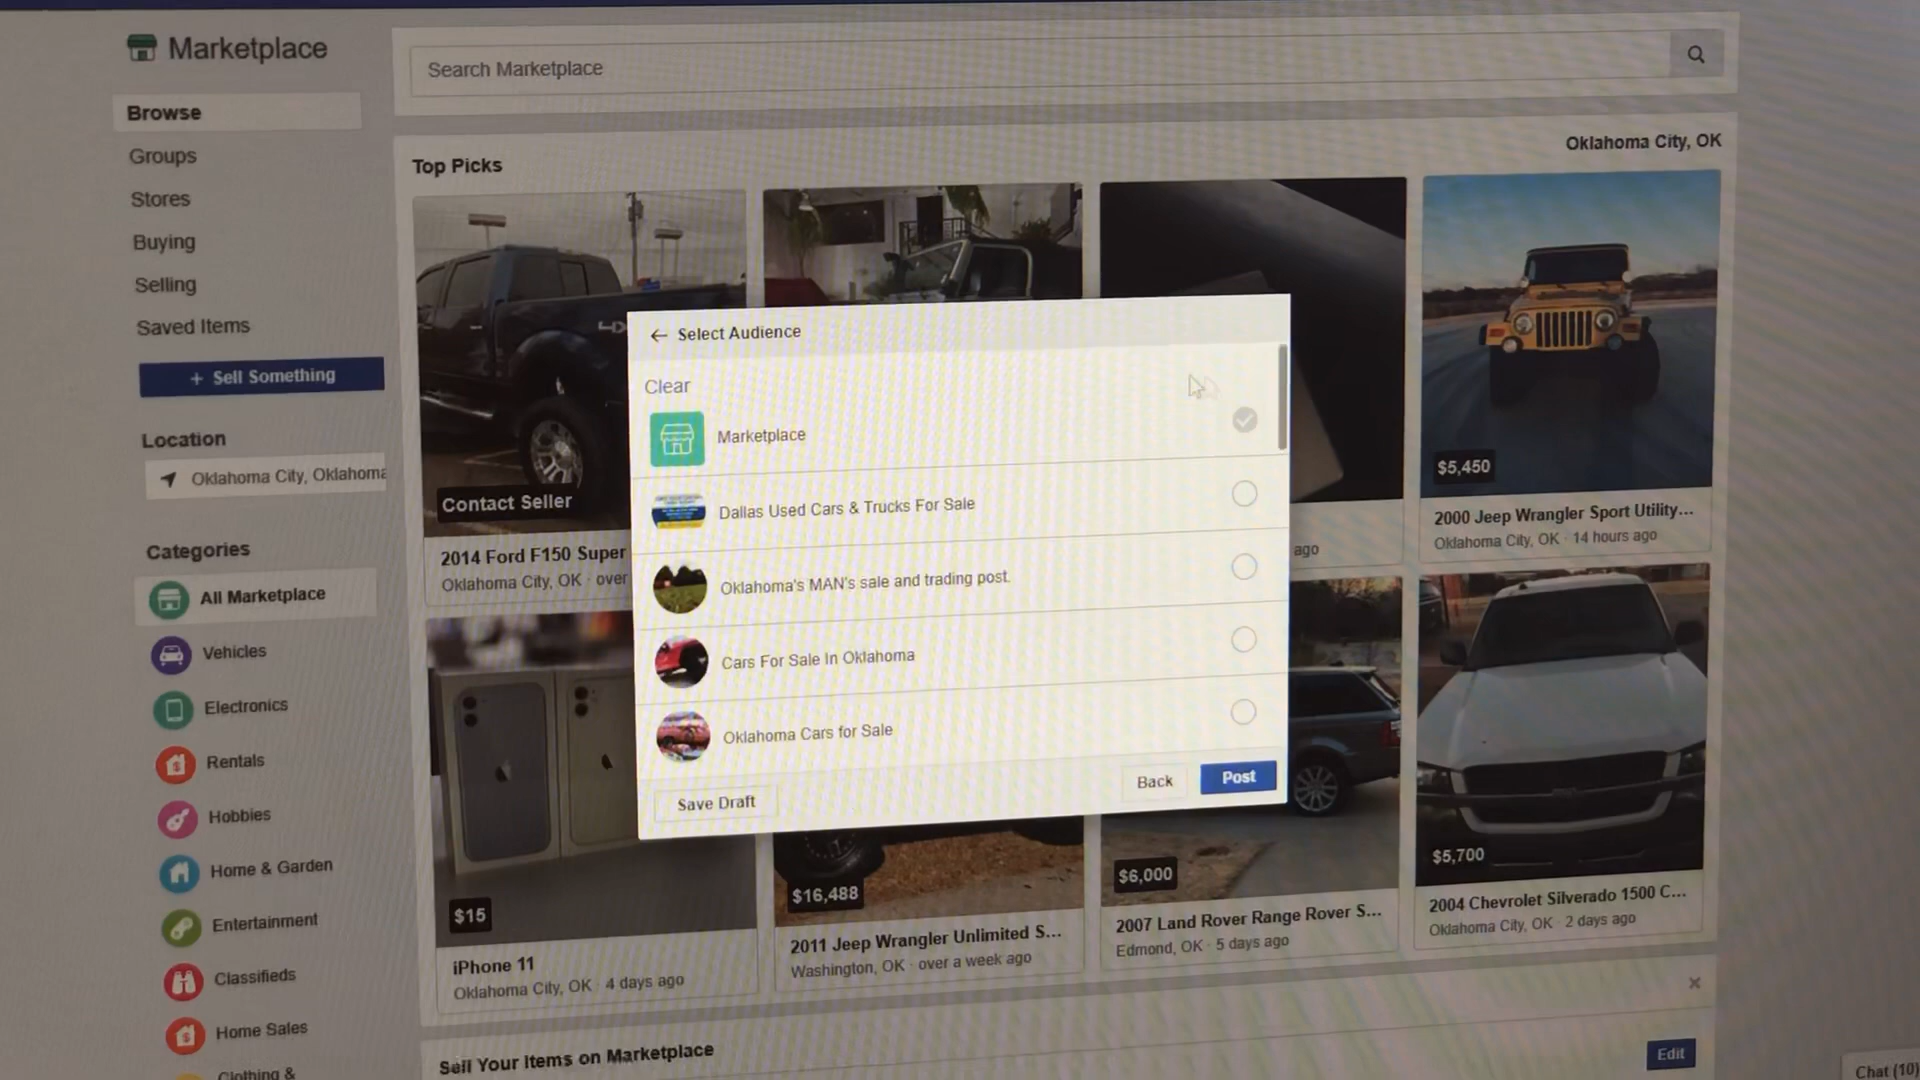 Marketplace
Search Marketplace
Browse
Groups
Stores
Buying
Selling
Saved Items
+ Sell Something
Location
Oklahoma City, Oklahoma
Categories
All Marketplace
Vehicles
Electronics
Rentals
Hobbies
Home & Garden
Entertainment
Classifieds
Home Sales
Clothing &
Top Picks
Oklahoma City, OK
Contact Seller
2014 Ford F150 Super
Oklahoma City, OK · over
ago
$5,450
2000 Jeep Wrangler Sport Utility...
Oklahoma City, OK · 14 hours ago
Select Audience
Clear
Marketplace
Dallas Used Cars & Trucks For Sale
Oklahoma's MAN's sale and trading post.
Cars For Sale In Oklahoma
Oklahoma Cars for Sale
Save Draft
Back
Post
$15
iPhone 11
Oklahoma City, OK · 4 days ago
$16,488
2011 Jeep Wrangler Unlimited S...
Washington, OK · over a week ago
$6,000
2007 Land Rover Range Rover S...
Edmond, OK · 5 days ago
$5,700
2004 Chevrolet Silverado 1500 C...
Oklahoma City, OK · 2 days ago
Sell Your Items on Marketplace
Edit
Chat (10)